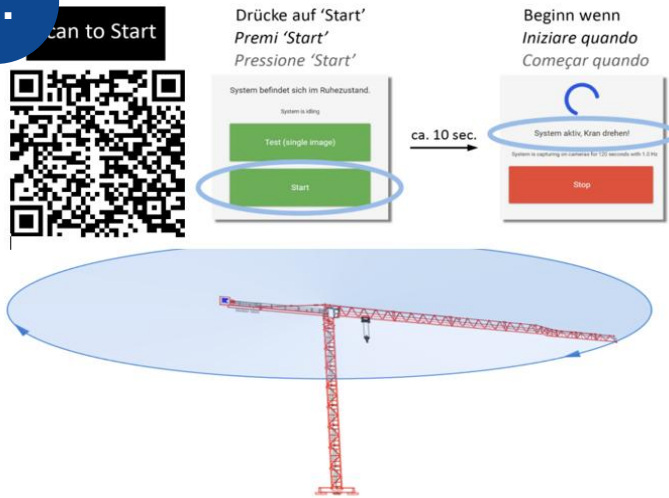 can to Start
Drücke auf ‘Start’
Premi ‘Start’
Pressione ‘Start’
System befindet sich im Ruhezustand.
System is idling
Test (single image)
Start
ca. 10 sec.
Beginn wenn
Iniziare quando
Começar quando
System aktiv, Kran drehen!
System is capturing on cameras for 120 seconds with 1.0 Hz
Stop